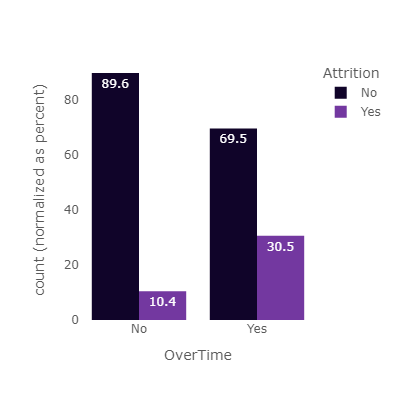 Attrition
No
Yes
count (normalized as percent)
80
60
40
20
0
89.6
10.4
69.5
30.5
No
Yes
OverTime